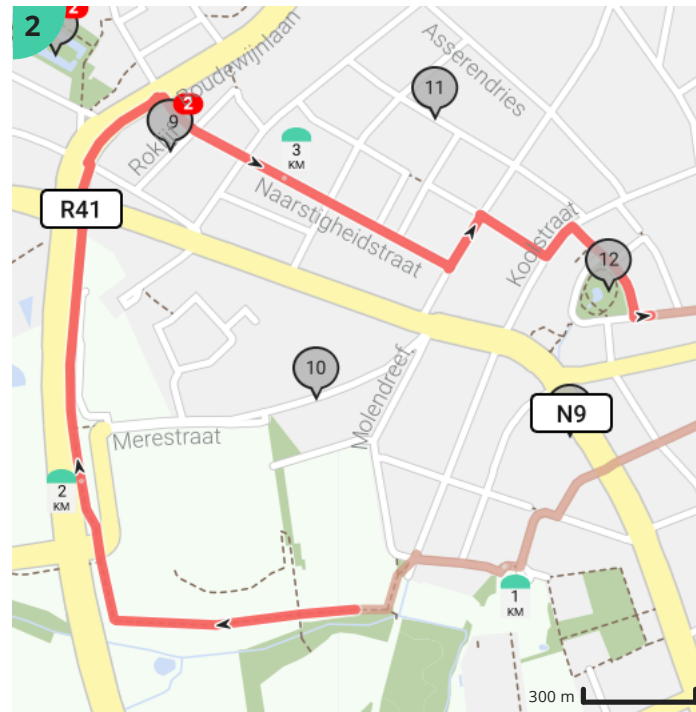 2
2
Asserendries
11
Boudewijnlaan
2
9
3
KM
R41
Naarstigheidstraat
Koolstraat
12
10
Molendreef
N9
Merestraat
2
KM
1
KM
300 m